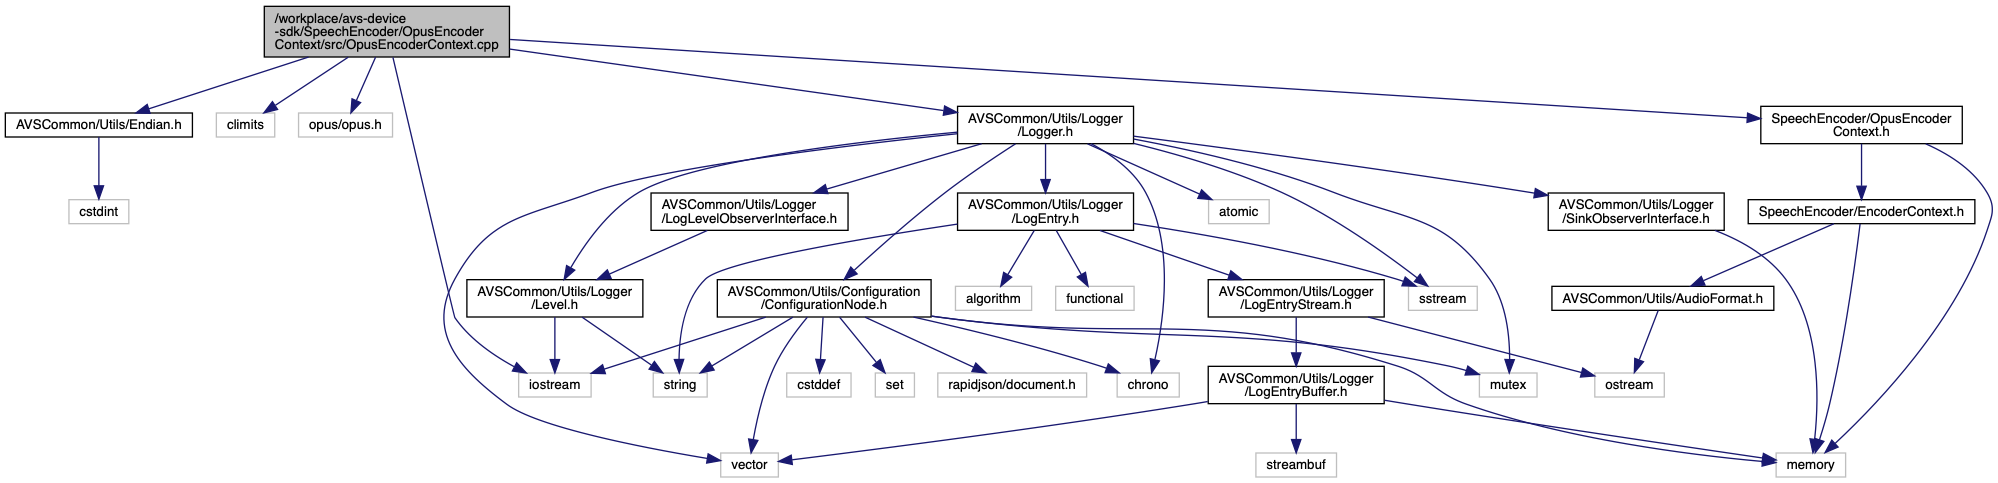 /workplace/avs-device
-sdk/SpeechEncoder/OpusEncoder
Context/src/OpusEncoderContext.cpp
AVSCommon/Utils/Endian.h
climits
opus/opus.h
AVSCommon/Utils/Logger
/Logger.h
SpeechEncoder/OpusEncoder
Context.h
cstdint
AVSCommon/Utils/Logger
/LogLevelObserverInterface.h
AVSCommon/Utils/Logger
/LogEntry.h
atomic
AVSCommon/Utils/Logger
/SinkObserverInterface.h
SpeechEncoder/EncoderContext.h
AVSCommon/Utils/Logger
/Level.h
AVSCommon/Utils/Configuration
/ConfigurationNode.h
algorithm
functional
AVSCommon/Utils/Logger
/LogEntryStream.h
sstream
AVSCommon/Utils/AudioFormat.h
iostream
string
cstddef
set
rapidjson/document.h
chrono
AVSCommon/Utils/Logger
/LogEntryBuffer.h
mutex
ostream
vector
streambuf
memory